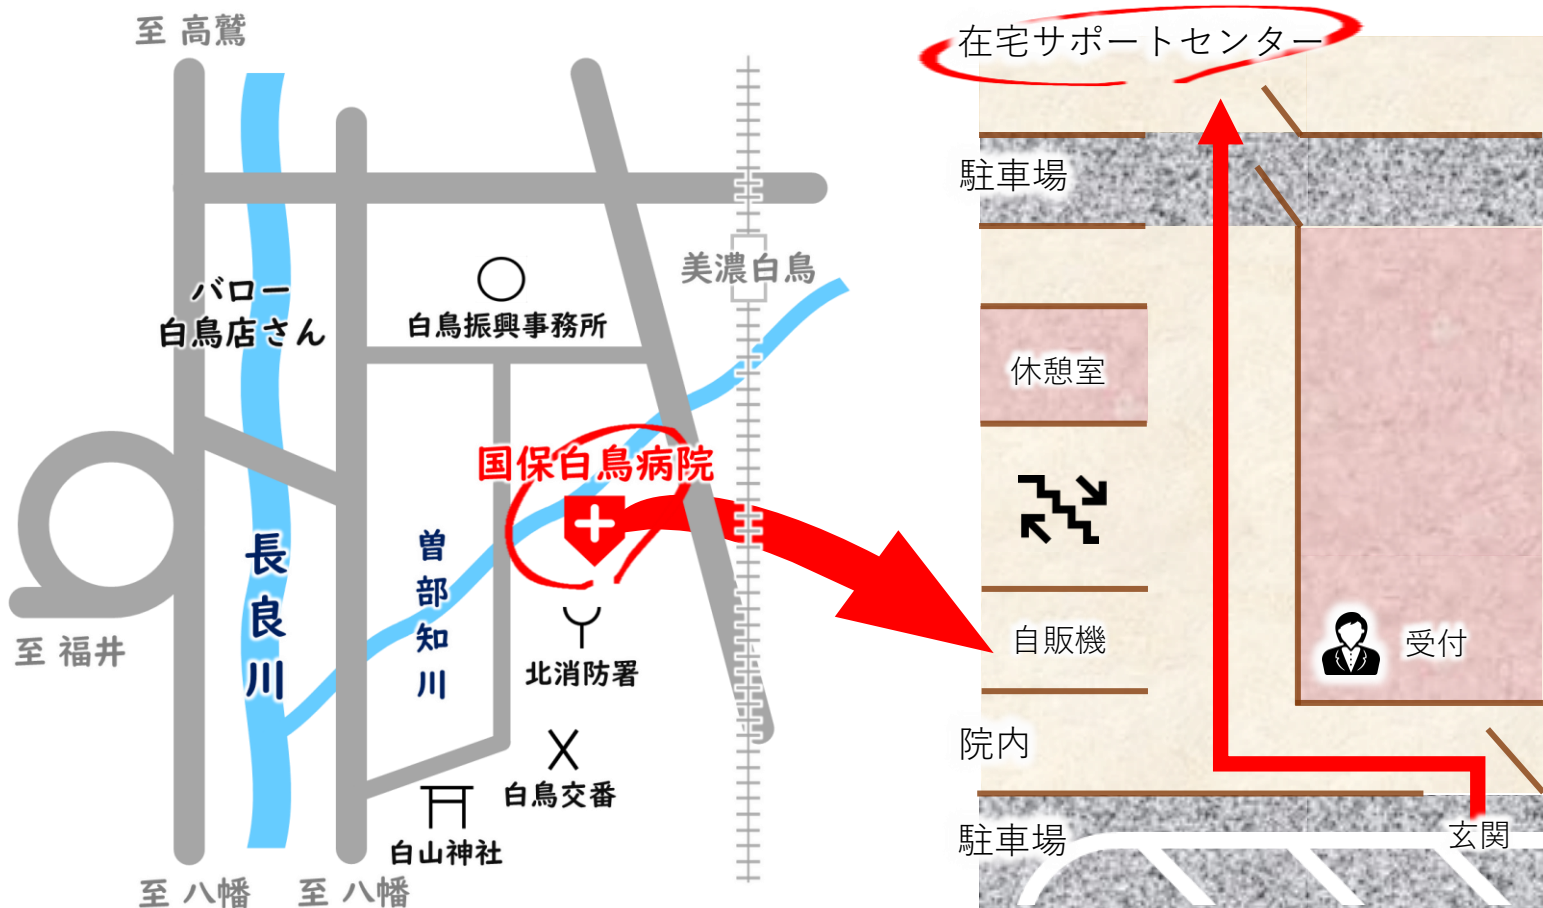 至 高鷲
バロー
白鳥店さん
白鳥振興事務所
美濃白鳥
国保白鳥病院
長良川
曽部知川
至 福井
北消防署
白鳥交番
白山神社
至 八幡
至 八幡
在宅サポートセンター
駐車場
休憩室
自販機
受付
院内
駐車場
玄関